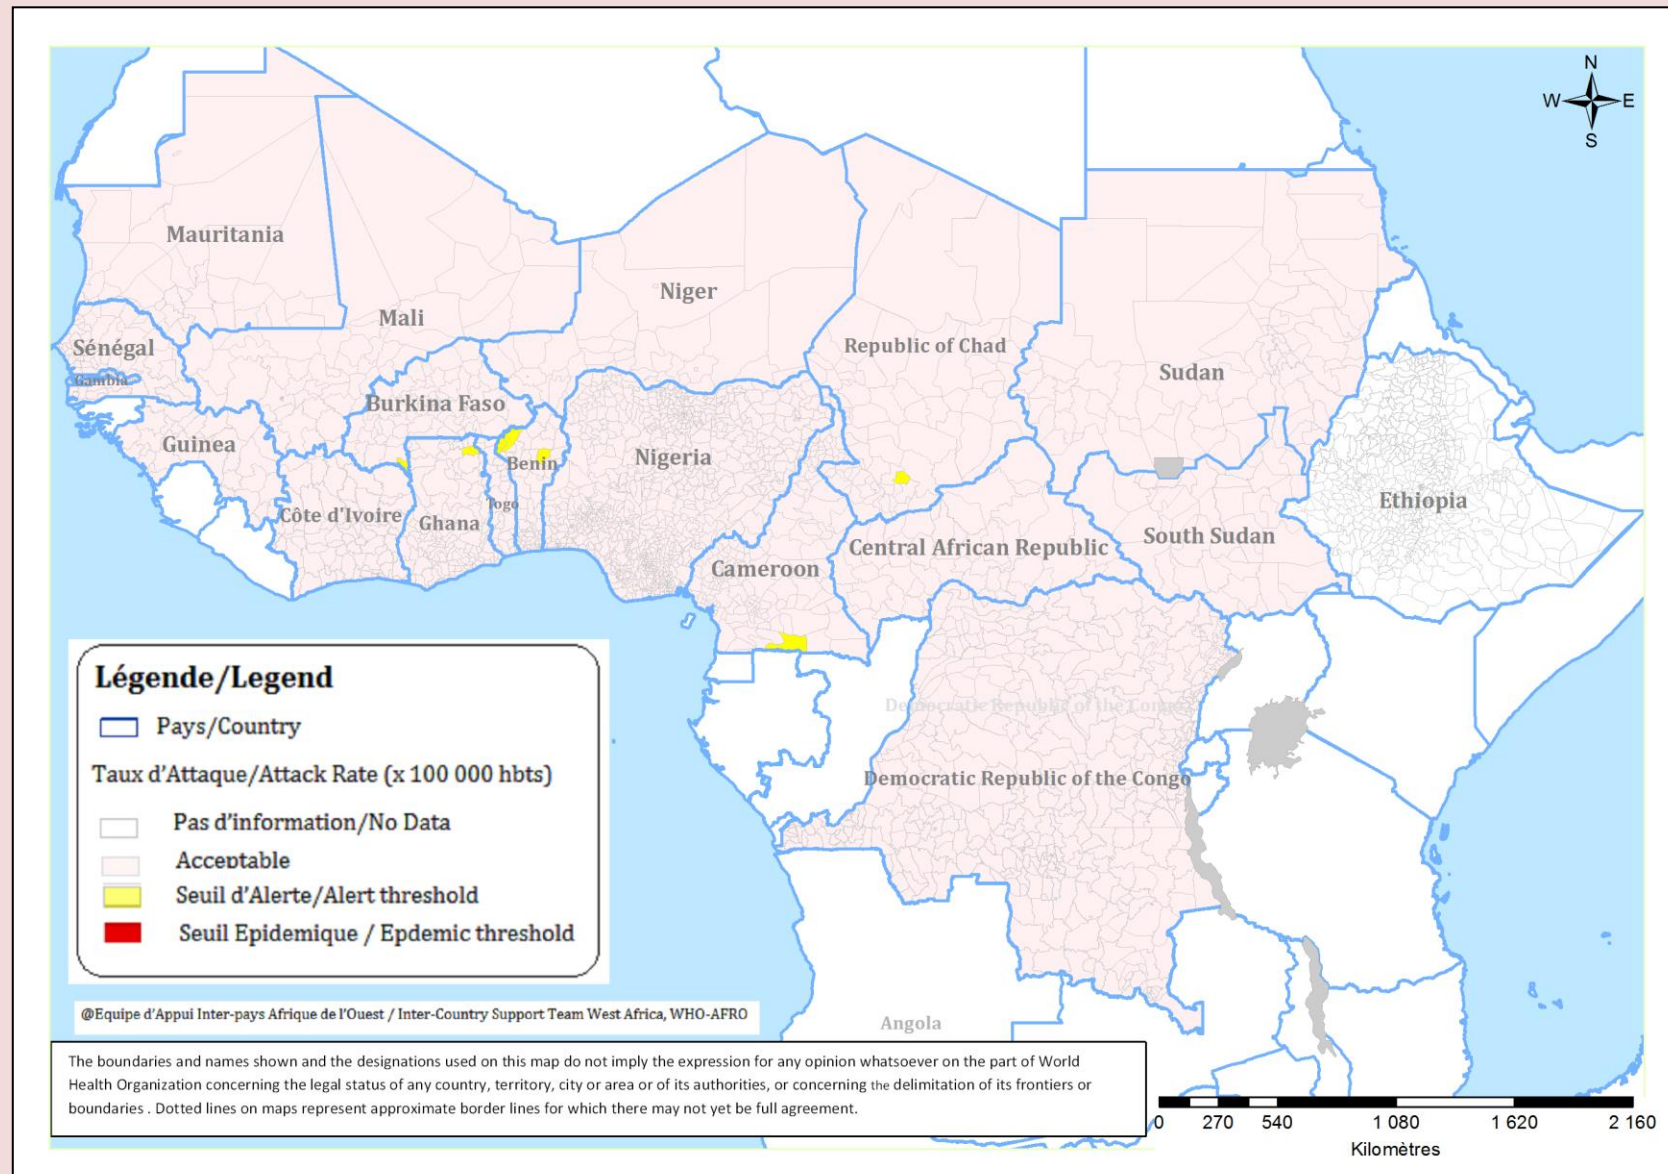 N
W E
S
Mauritania
Mali
Niger
Republic of Chad
Sudan
Sénégal
Gambia
Burkina Faso
Guinea
Benin
Nigeria
Ethiopia
Togo
Côte d'Ivoire
Ghana
Cameroon
Central African Republic
South Sudan
Democratic Republic of the Congo
Democratic Republic of the Congo
Angola
Légende/Legend
Pays/Country
Taux d'Attaque/Attack Rate (x 100 000 hbts)
Pas d'information/No Data
Acceptable
Seuil d'Alerte/Alert threshold
Seuil Epidemique / Epdemic threshold
@Equipe d'Appui Inter-pays Afrique de l'Ouest / Inter-Country Support Team West Africa, WHO-AFRO
The boundaries and names shown and the designations used on this map do not imply the expression for any opinion whatsoever on the part of World
Health Organization concerning the legal status of any country, territory, city or area or of its authorities, or concerning the delimitation of its frontiers or
boundaries . Dotted lines on maps represent approximate border lines for which there may not yet be full agreement.
0 270 540 1 080 1 620 2 160
Kilomètres